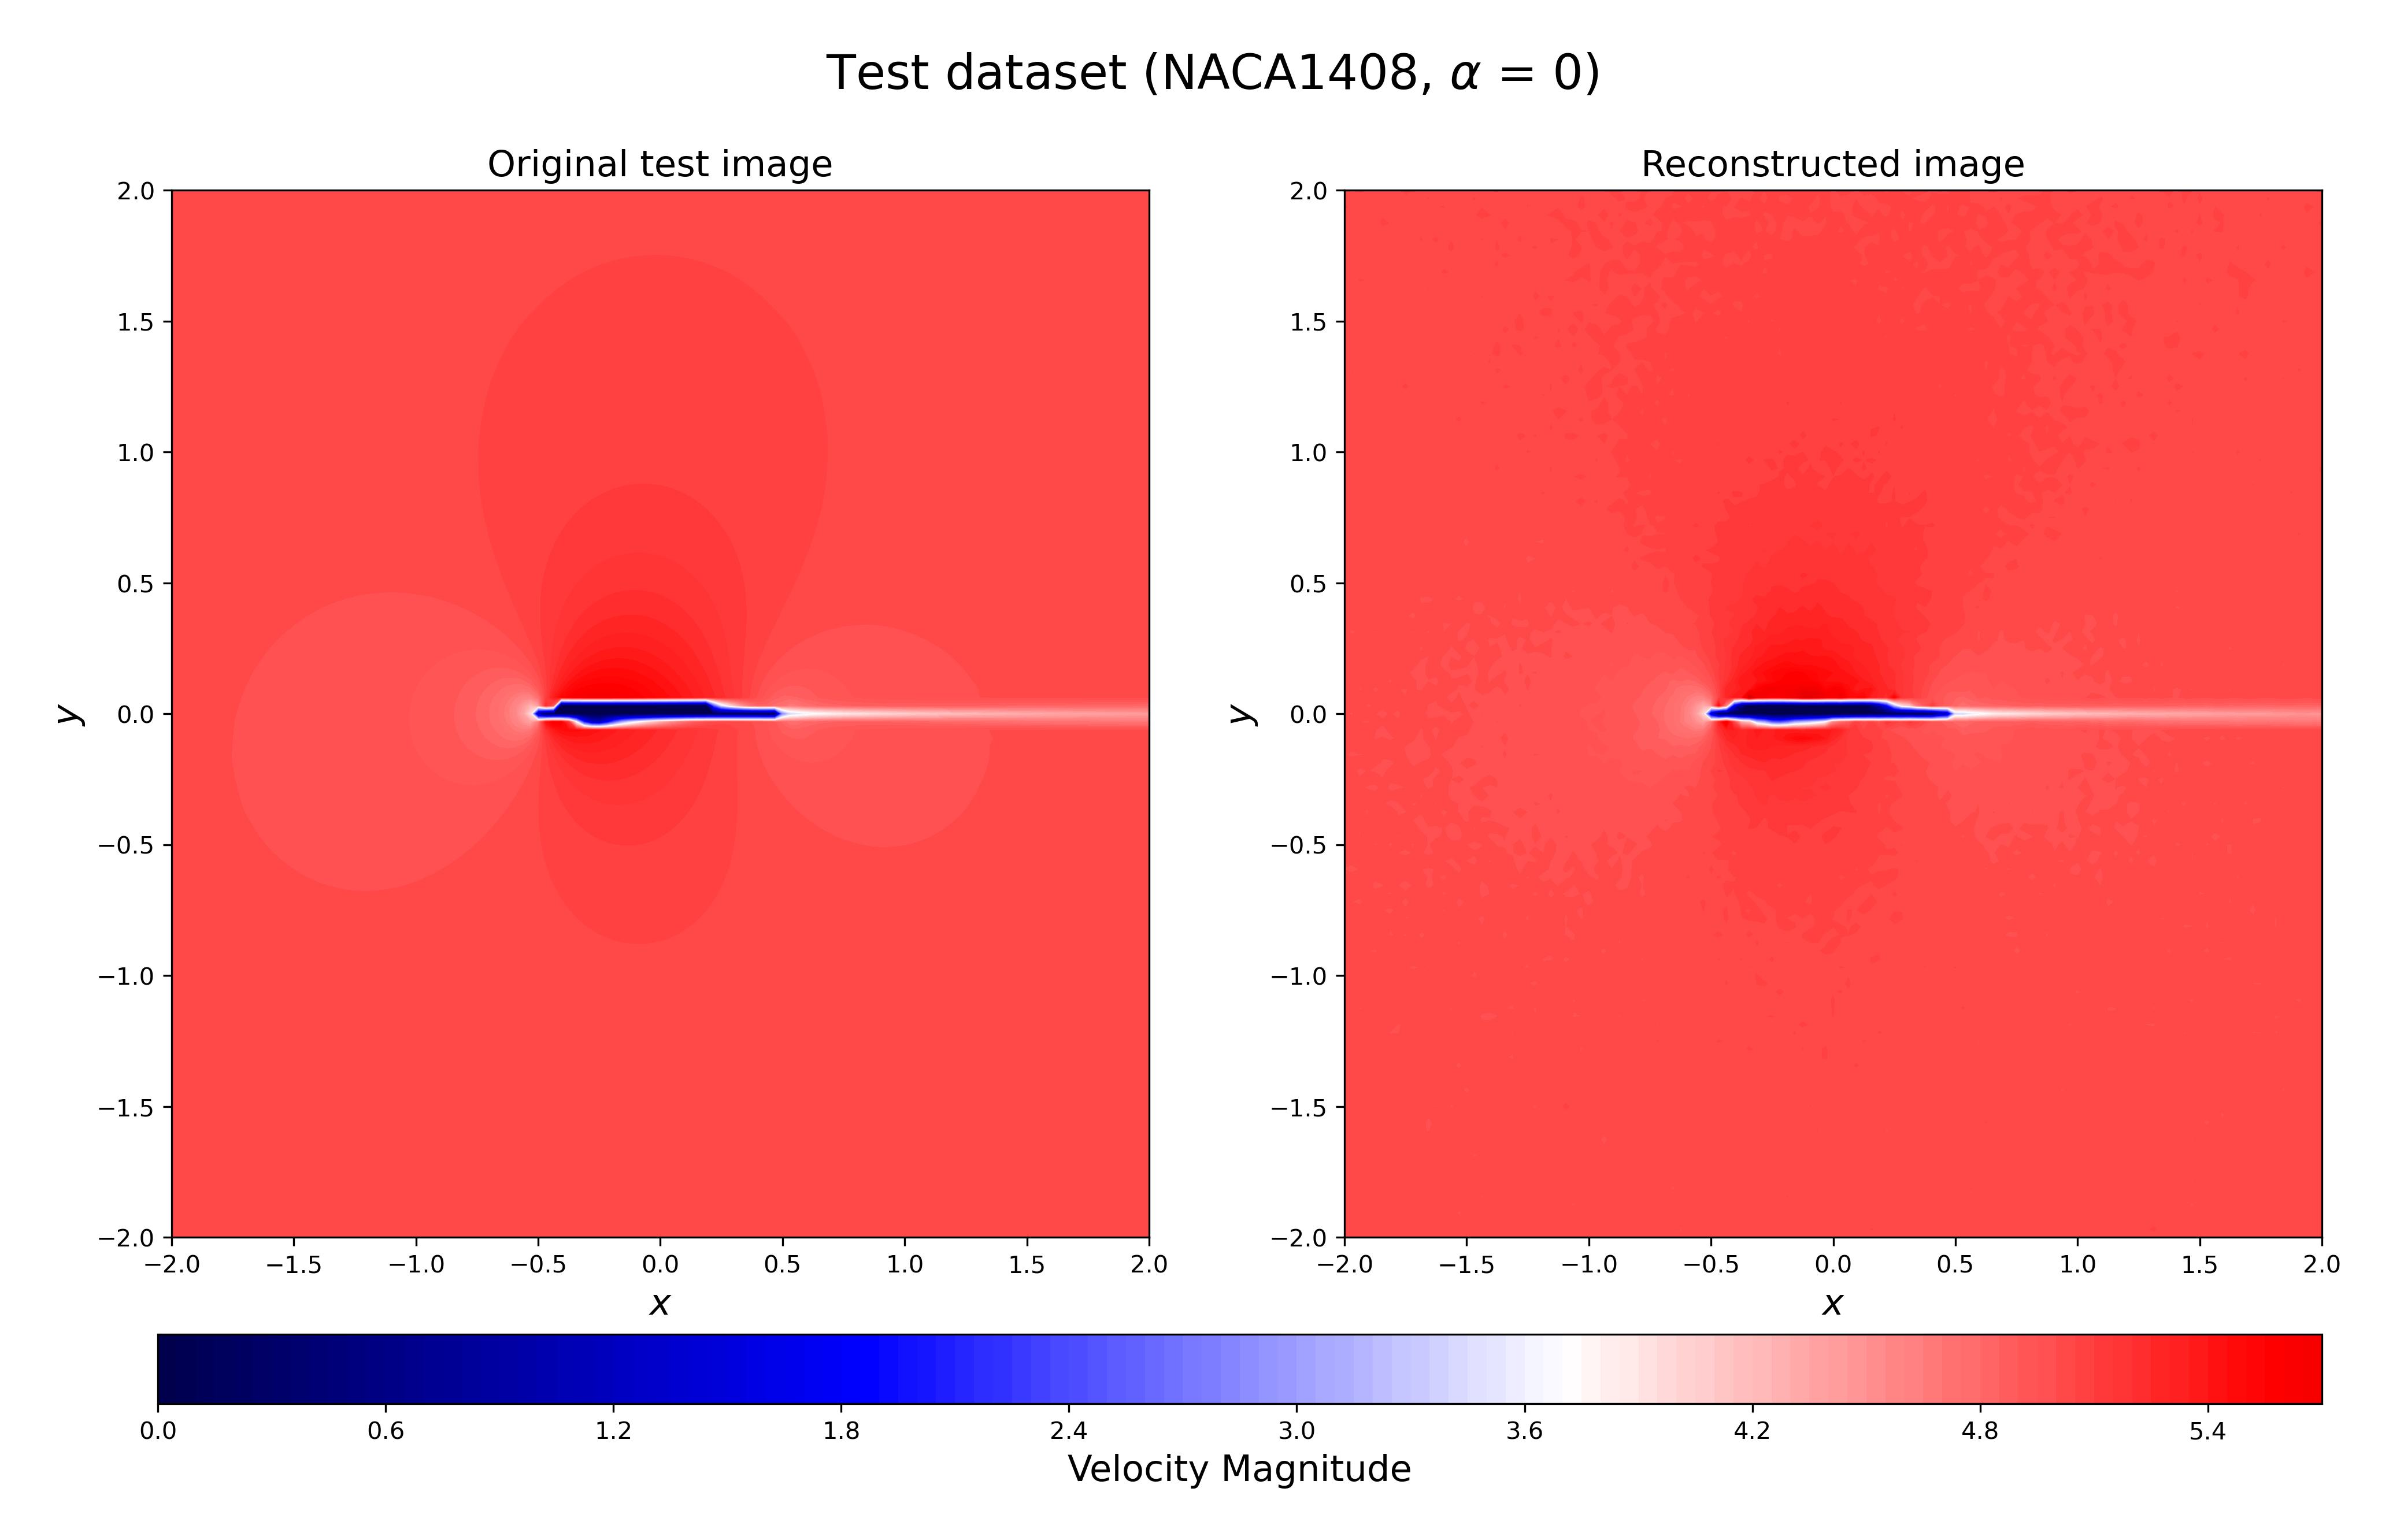 Test dataset (NACA1408, α = 0)
Original test image
2.0
1.5
1.0
0.5
0.0
−0.5
−1.0
−1.5
−2.0
y
−2.0 −1.5 −1.0 −0.5 0.0 0.5 1.0 1.5 2.0
x
Reconstructed image
2.0
1.5
1.0
0.5
0.0
−0.5
−1.0
−1.5
−2.0
y
−2.0 −1.5 −1.0 −0.5 0.0 0.5 1.0 1.5 2.0
x
0.0 0.6 1.2 1.8 2.4 3.0 3.6 4.2 4.8 5.4
Velocity Magnitude